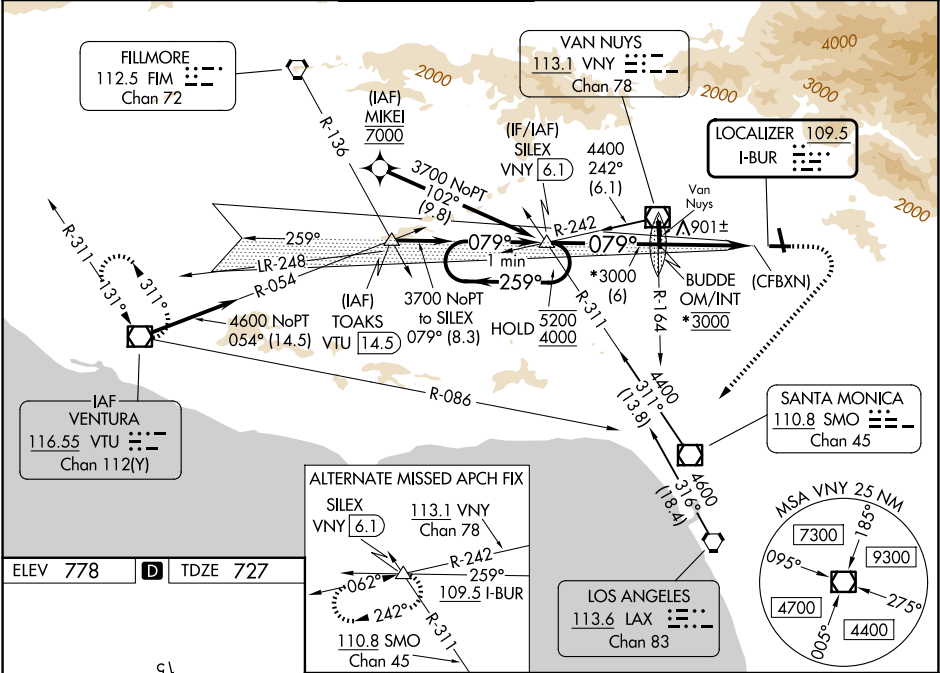 FILLMORE
112.5 FIM
Chan 72
VAN NUYS
113.1 VNY
Chan 78
4000
2000
2000
3000
2000
(IAF)
MIKEI
7000
(IF/IAF)
SILEX
VNY 6.1
4400
242°
(6.1)
LOCALIZER 109.5
I-BUR
R-136
3700 NoPT
102°
(9.8)
R-242
Van
Nuys
901±
R-311
131°
311°
259°
LR-248
R-054
079°
1 min
259°
079°
*3000
(6)
BUDDE
OM/INT
*3000
(CFBXN)
(IAF)
TOAKS
VTU 14.5
3700 NoPT
to SILEX
079° (8.3)
HOLD
5200
4000
R-311
R-164
4600 NoPT
054° (14.5)
IAF
VENTURA
116.55 VTU
Chan 112(Y)
R-086
4400
311°
(13.8)
SANTA MONICA
110.8 SMO
Chan 45
4600
316°
(18.4)
LOS ANGELES
113.6 LAX
Chan 83
ALTERNATE MISSED APCH FIX
SILEX
VNY 6.1
113.1 VNY
Chan 78
R-242
259°
109.5 I-BUR
062°
242°
R-311
110.8 SMO
Chan 45
MSA VNY 25 NM
7300
185°
095°
9300
4700
275°
005°
4400
ELEV 778
D
TDZE 727
15